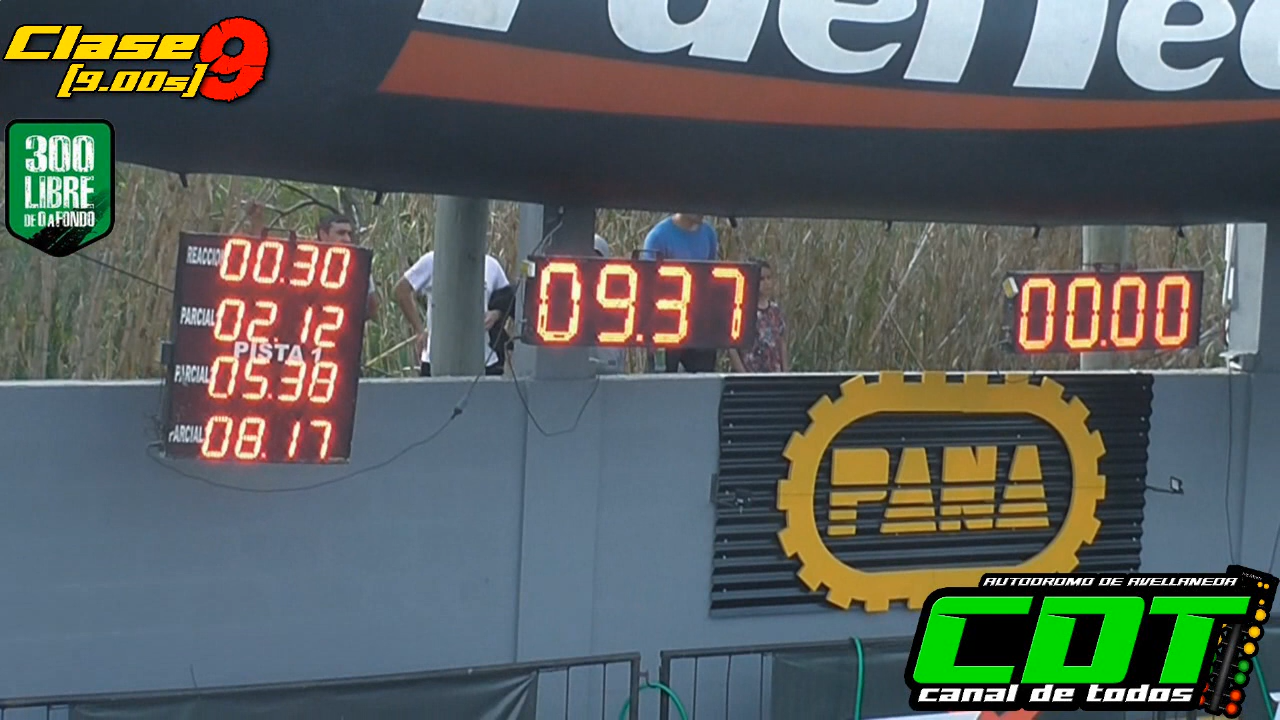 Clase 9
[9.00s]
300
LIBRE
DE 0 A FONDO
REACCIO 00.30
PARCIAL 02.12
PISTA 1
PARCIAL 05.38
PARCIAL 08.17
09.37
00.00
PANA
AUTODROMO DE AVELLANEDA
CDT
canal de todos